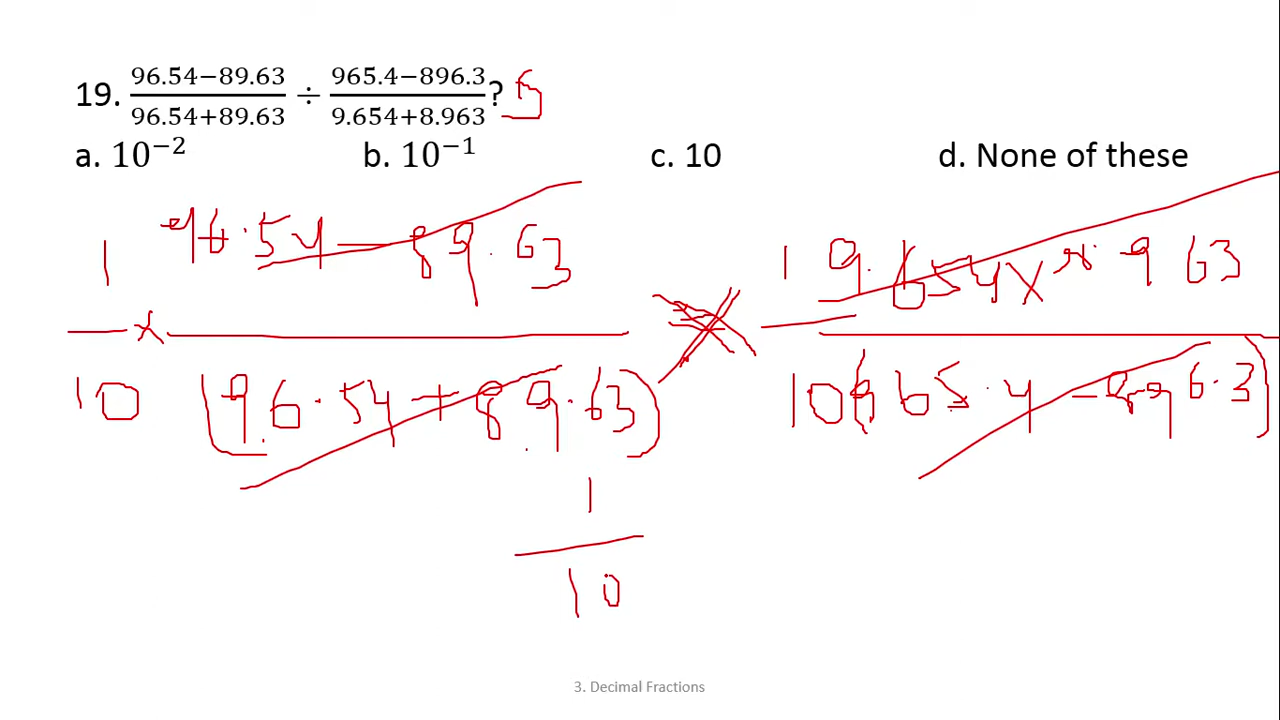 19. (96.54−89.63)/(96.54+89.63) ÷ (965.4−896.3)/(9.654+8.963)? 5
a. 10⁻² b. 10⁻¹ c. 10 d. None of these
1 96.54 − 89.63 1 9.654 x 8.963
x
10 (96.54 + 89.63) 10 (965.4 − 896.3)
1
10
3. Decimal Fractions